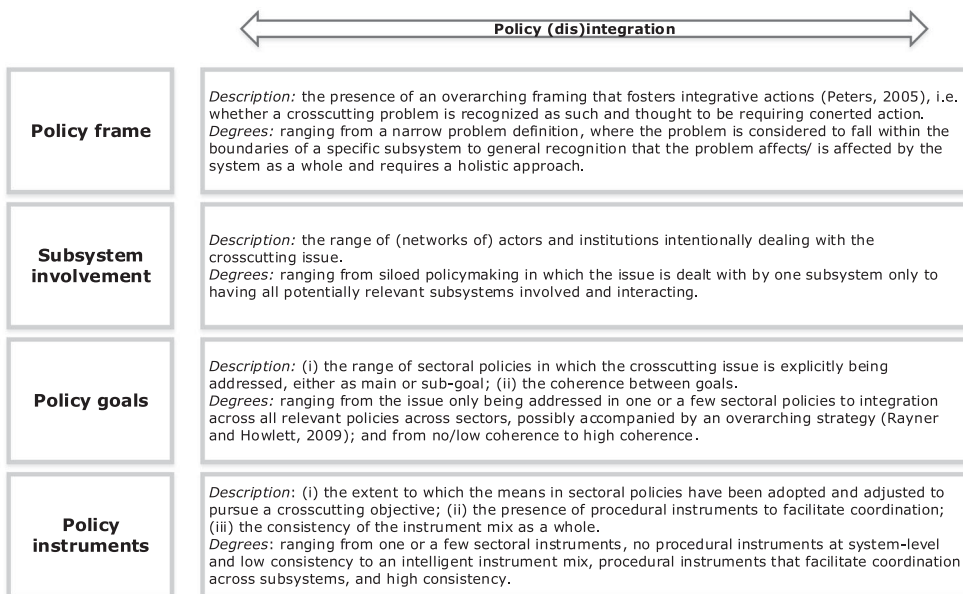 Policy (dis)integration
Policy frame
Description: the presence of an overarching framing that fosters integrative actions (Peters, 2005), i.e.
whether a crosscutting problem is recognized as such and thought to be requiring conerted action.
Degrees: ranging from a narrow problem definition, where the problem is considered to fall within the
boundaries of a specific subsystem to general recognition that the problem affects/ is affected by the
system as a whole and requires a holistic approach.
Subsystem
involvement
Description: the range of (networks of) actors and institutions intentionally dealing with the
crosscutting issue.
Degrees: ranging from siloed policymaking in which the issue is dealt with by one subsystem only to
having all potentially relevant subsystems involved and interacting.
Policy goals
Description: (i) the range of sectoral policies in which the crosscutting issue is explicitly being
addressed, either as main or sub-goal; (ii) the coherence between goals.
Degrees: ranging from the issue only being addressed in one or a few sectoral policies to integration
across all relevant policies across sectors, possibly accompanied by an overarching strategy (Rayner
and Howlett, 2009); and from no/low coherence to high coherence.
Policy
instruments
Description: (i) the extent to which the means in sectoral policies have been adopted and adjusted to
pursue a crosscutting objective; (ii) the presence of procedural instruments to facilitate coordination;
(iii) the consistency of the instrument mix as a whole.
Degrees: ranging from one or a few sectoral instruments, no procedural instruments at system-level
and low consistency to an intelligent instrument mix, procedural instruments that facilitate coordination
across subsystems, and high consistency.